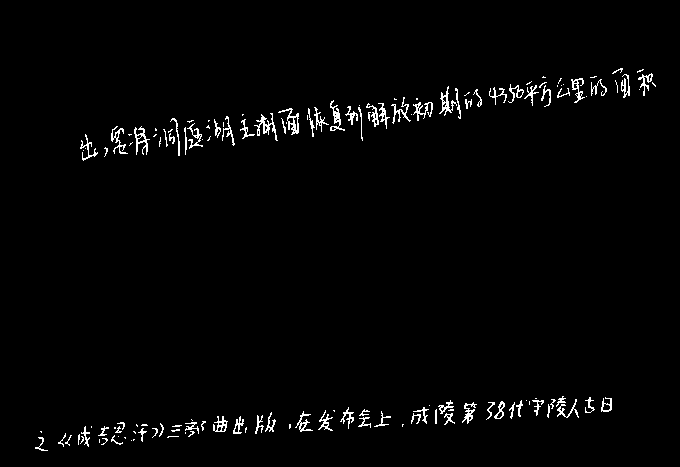 出，是得洞庭湖主湖面恢复到解放初期的4350平方公里的面积
之《成吉思汗》三部曲出版，在发布会上，成陵第38代守陵人古日